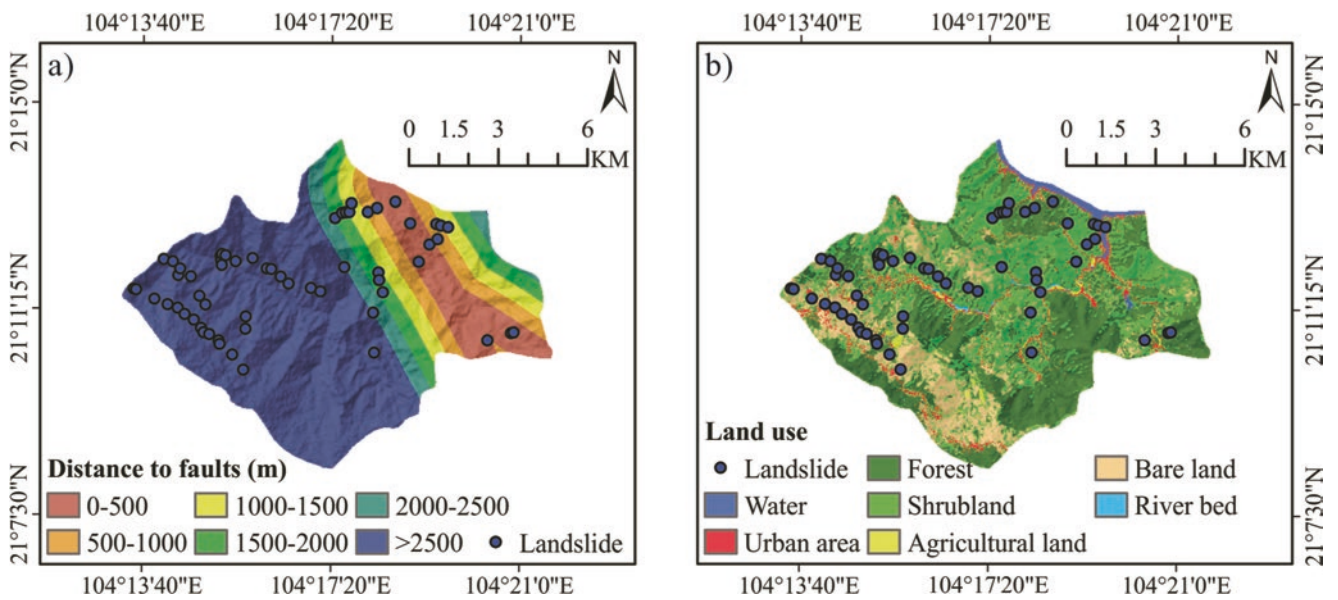 104°13'40"E 104°17'20"E 104°21'0"E
a)
N
0 1.5 3 6
KM
21°15'0"N
21°11'15"N
21°7'30"N
Distance to faults (m)
0-500 1000-1500 2000-2500
500-1000 1500-2000 >2500 Landslide
104°13'40"E 104°17'20"E 104°21'0"E
104°13'40"E 104°17'20"E 104°21'0"E
b)
N
0 1.5 3 6
KM
21°15'0"N
21°11'15"N
21°7'30"N
Land use
Landslide Forest Bare land
Water Shrubland River bed
Urban area Agricultural land
104°13'40"E 104°17'20"E 104°21'0"E